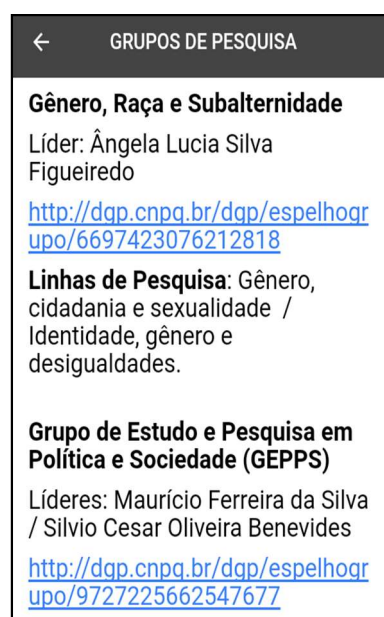 GRUPOS DE PESQUISA
Gênero, Raça e Subalternidade
Líder: Ângela Lucia Silva
Figueiredo
http://dgp.cnpq.br/dgp/espelhogr
upo/6697423076212818
Linhas de Pesquisa: Gênero,
cidadania e sexualidade /
Identidade, gênero e
desigualdades.
Grupo de Estudo e Pesquisa em
Política e Sociedade (GEPPS)
Líderes: Maurício Ferreira da Silva
/ Silvio Cesar Oliveira Benevides
http://dgp.cnpq.br/dgp/espelhogr
upo/9727225662547677